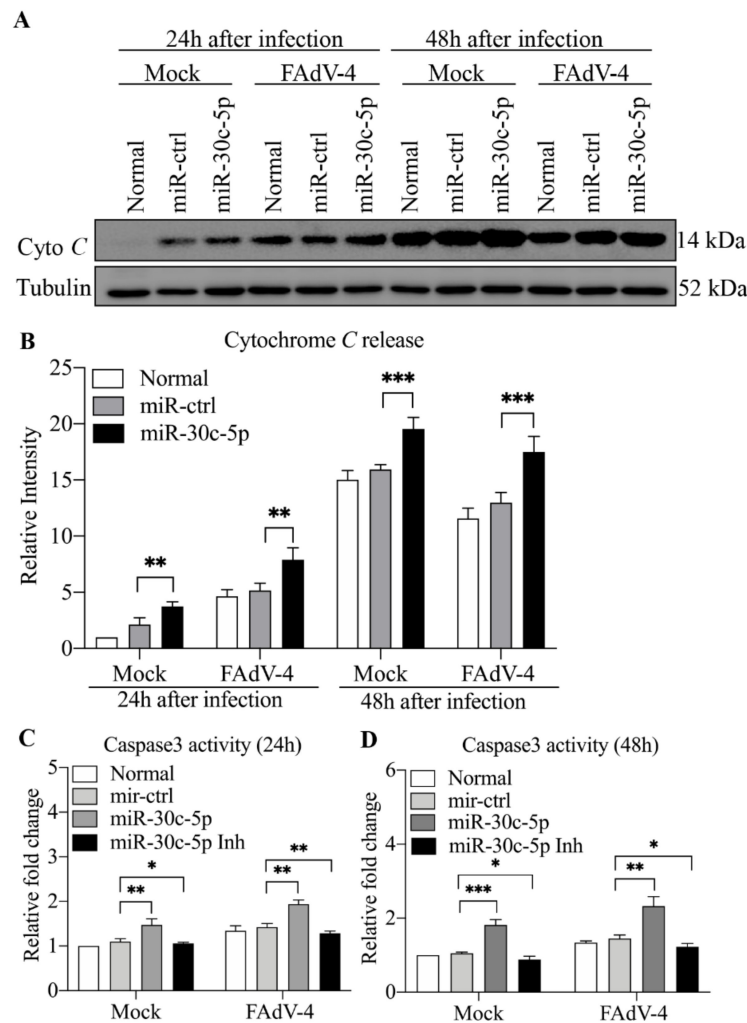 A
24h after infection 48h after infection
Mock FAdV-4 Mock FAdV-4
Normal miR-ctrl miR-30c-5p Normal miR-ctrl miR-30c-5p Normal miR-ctrl miR-30c-5p Normal miR-ctrl miR-30c-5p
Cyto C 14 kDa
Tubulin 52 kDa
B Cytochrome C release
Relative Intensity
25
20
15
10
5
0
Normal
miR-ctrl
miR-30c-5p
** ** *** ***
Mock FAdV-4 Mock FAdV-4
24h after infection 48h after infection
C Caspase3 activity (24h)
Relative fold change
5
4
3
2
1
0
Normal
mir-ctrl
miR-30c-5p
miR-30c-5p Inh
* ** ** **
Mock FAdV-4
D Caspase3 activity (48h)
Relative fold change
6
4
2
0
Normal
mir-ctrl
miR-30c-5p
miR-30c-5p Inh
* *** * **
Mock FAdV-4